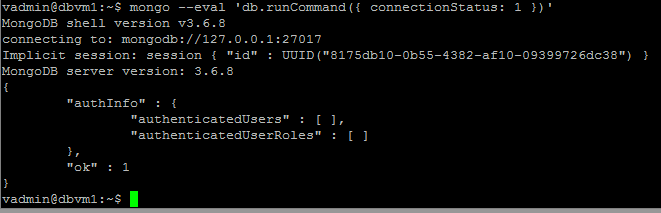 vadmin@dbvm1:~$ mongo --eval 'db.runCommand({ connectionStatus: 1 })'
MongoDB shell version v3.6.8
connecting to: mongodb://127.0.0.1:27017
Implicit session: session { "id" : UUID("8175db10-0b55-4382-af10-09399726dc38") }
MongoDB server version: 3.6.8
{
        "authInfo" : {
                "authenticatedUsers" : [ ],
                "authenticatedUserRoles" : [ ]
        },
        "ok" : 1
}
vadmin@dbvm1:~$